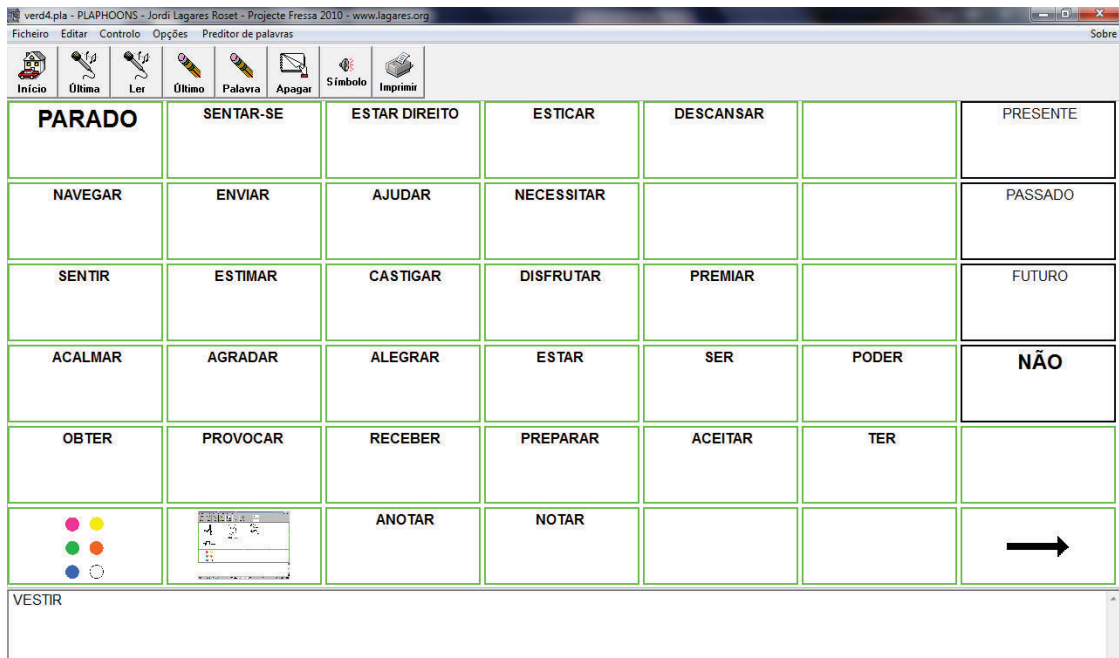 verd4.pla - PLAPHOONS - Jordi Lagares Roset - Projecte Fressa 2010 - www.lagares.org
Ficheiro Editar Controlo Opções Preditor de palavras Sobre
Início Última Ler Último Palavra Apagar Símbolo Imprimir
PARADO SENTAR-SE ESTAR DIREITO ESTICAR DESCANSAR PRESENTE
NAVEGAR ENVIAR AJUDAR NECESSITAR PASSADO
SENTIR ESTIMAR CASTIGAR DISFRUTAR PREMIAR FUTURO
ACALMAR AGRADAR ALEGRAR ESTAR SER PODER NÃO
OBTER PROVOCAR RECEBER PREPARAR ACEITAR TER
ANOTAR NOTAR
VESTIR